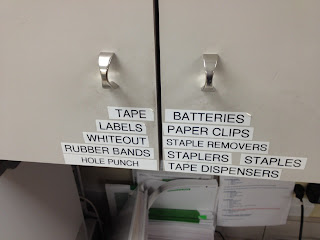 TAPE
LABELS
WHITEOUT
RUBBER BANDS
HOLE PUNCH
BATTERIES
PAPER CLIPS
STAPLE REMOVERS
STAPLERS STAPLES
TAPE DISPENSERS